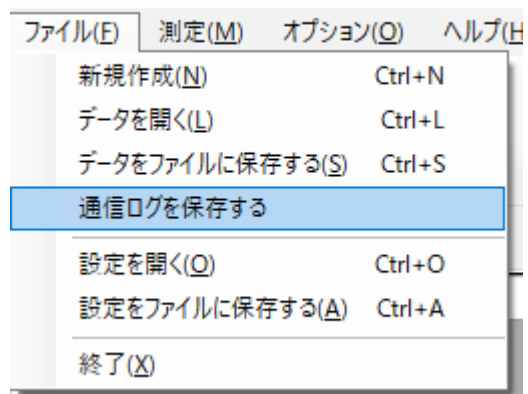 ファイル(F) 測定(M) オプション(O) ヘルプ(H
新規作成(N) Ctrl+N
データを開く(L) Ctrl+L
データをファイルに保存する(S) Ctrl+S
通信ログを保存する
設定を開く(O) Ctrl+O
設定をファイルに保存する(A) Ctrl+A
終了(X)